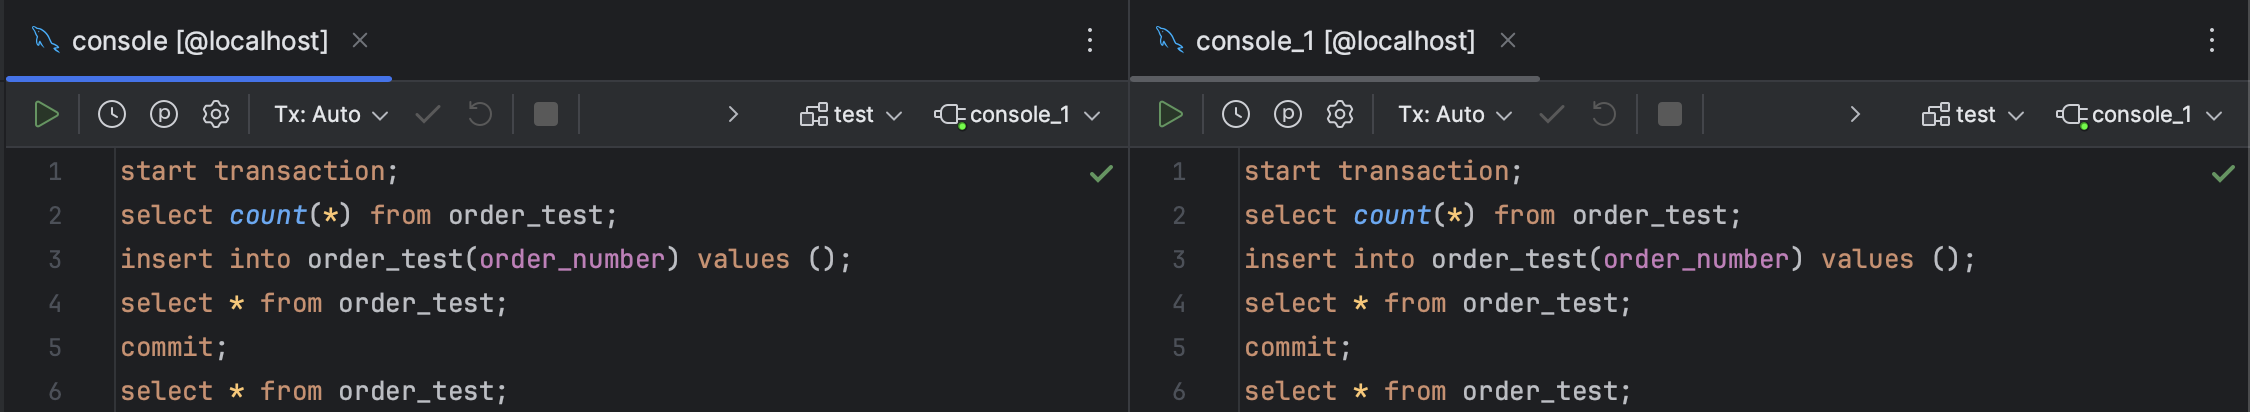 console [@localhost]
Tx: Auto test console_1
1 start transaction;
2 select count(*) from order_test;
3 insert into order_test(order_number) values ();
4 select * from order_test;
5 commit;
6 select * from order_test;
console_1 [@localhost]
Tx: Auto test console_1
1 start transaction;
2 select count(*) from order_test;
3 insert into order_test(order_number) values ();
4 select * from order_test;
5 commit;
6 select * from order_test;